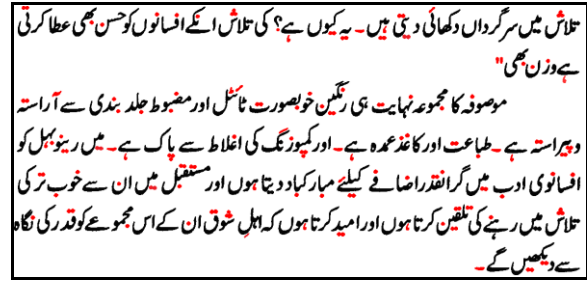 تلاش میں سرگرداں دکھائی دیتی ہیں۔ یہ کیوں ہے؟ کی تلاش انکے افسانوں کو حسن بھی عطا کرتی
ہے وزن بھی"
موصوفہ کا مجموعہ نہایت ہی رنگین خوبصورت ٹائٹل اور مضبوط جلد بندی سے آراستہ
و پیراستہ ہے۔ طباعت اور کاغذ عمدہ ہے۔ اور کمپوزنگ کی اغلاط سے پاک ہے۔ میں رینو بہل کو
افسانوی ادب میں گرانقدر اضافے کیلئے مبارکباد دیتا ہوں اور مستقبل میں ان سے خوب تر کی
تلاش میں رہنے کی تلقین کرتا ہوں اور امید کرتا ہوں کہ اہلِ شوق ان کے اس مجموعے کو قدر کی نگاہ
سے دیکھیں گے۔